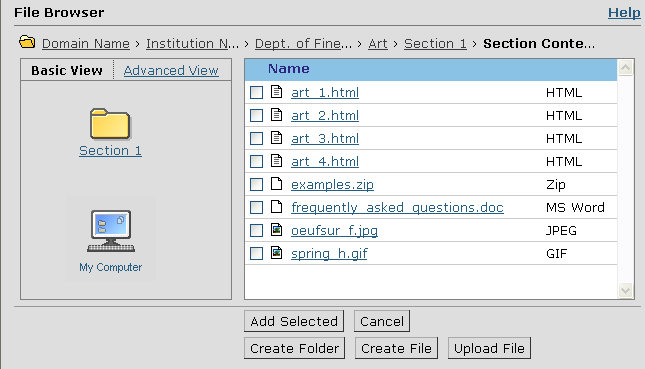 File Browser Help
Domain Name › Institution N... › Dept. of Fine... › Art › Section 1 › Section Conte...
Basic View Advanced View
Section 1
My Computer
Name
art_1.html HTML
art_2.html HTML
art_3.html HTML
art_4.html HTML
examples.zip Zip
frequently_asked_questions.doc MS Word
oeufsur_f.jpg JPEG
spring_h.gif GIF
Add Selected Cancel
Create Folder Create File Upload File